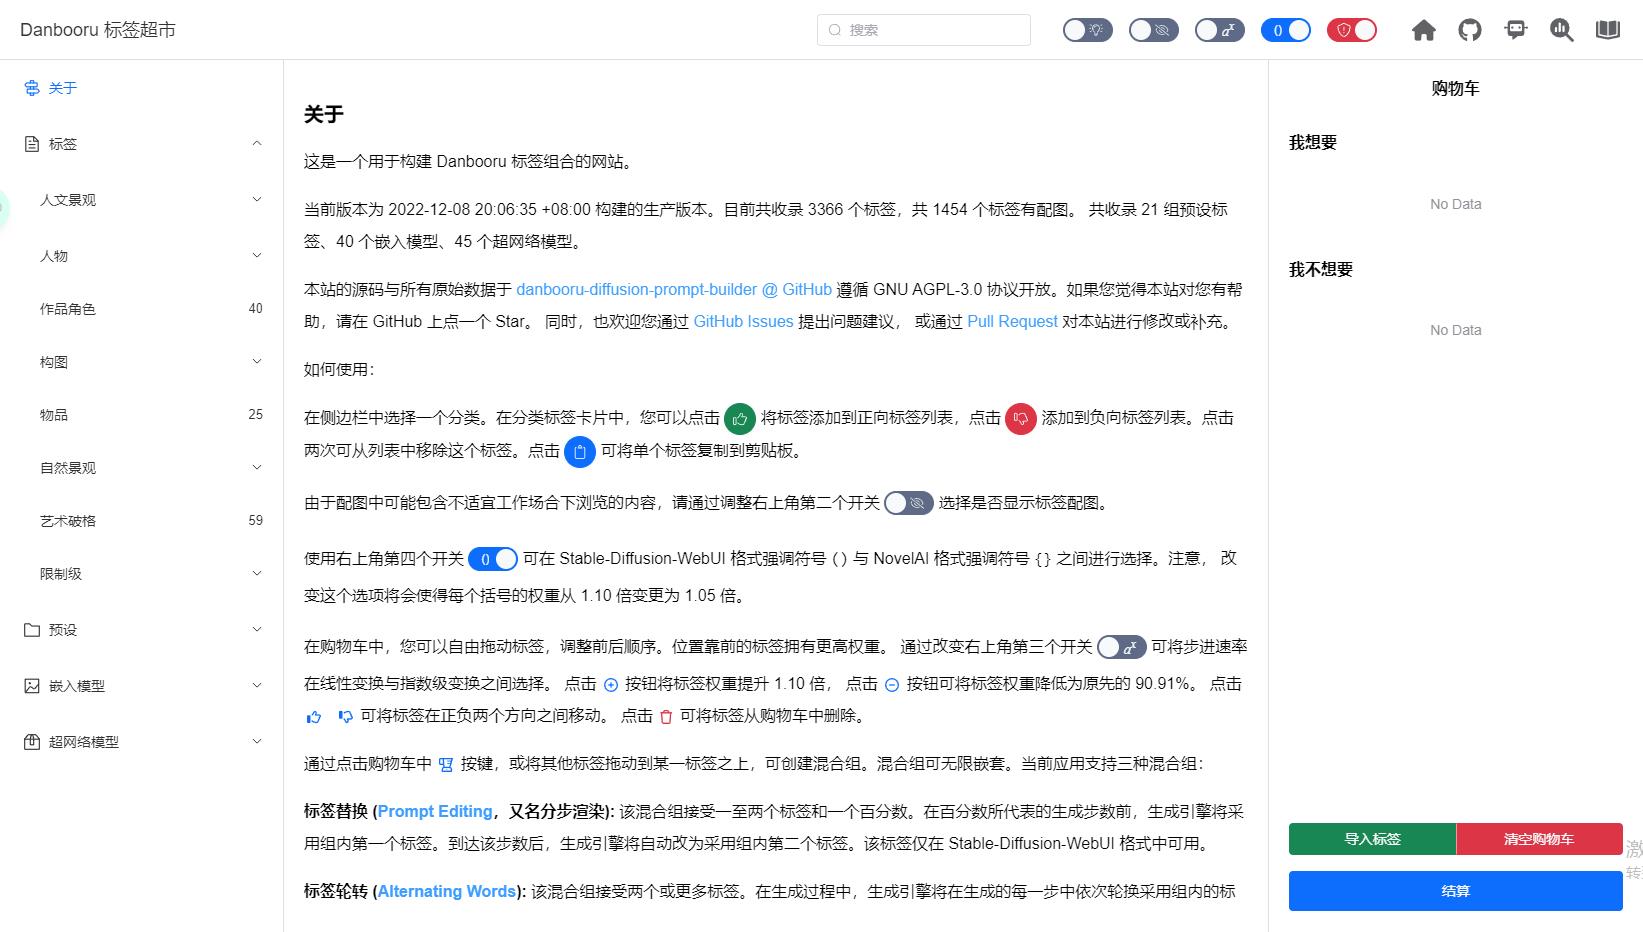 Danbooru 标签超市
搜索
关于
标签
人文景观
人物
作品角色 40
构图
物品 25
自然景观
艺术破格 59
限制级
预设
嵌入模型
超网络模型
关于
这是一个用于构建 Danbooru 标签组合的网站。
当前版本为 2022-12-08 20:06:35 +08:00 构建的生产版本。目前共收录 3366 个标签，共 1454 个标签有配图。 共收录 21 组预设标
签、40 个嵌入模型、45 个超网络模型。
本站的源码与所有原始数据于 danbooru-diffusion-prompt-builder @ GitHub 遵循 GNU AGPL-3.0 协议开放。如果您觉得本站对您有帮
助，请在 GitHub 上点一个 Star。 同时，也欢迎您通过 GitHub Issues 提出问题建议， 或通过 Pull Request 对本站进行修改或补充。
如何使用：
在侧边栏中选择一个分类。在分类标签卡片中，您可以点击 将标签添加到正向标签列表，点击 添加到负向标签列表。点击
两次可从列表中移除这个标签。点击 可将单个标签复制到剪贴板。
由于配图中可能包含不适宜工作场合下浏览的内容，请通过调整右上角第二个开关 选择是否显示标签配图。
使用右上角第四个开关 () 可在 Stable-Diffusion-WebUI 格式强调符号 ( ) 与 NovelAI 格式强调符号 { } 之间进行选择。注意， 改
变这个选项将会使得每个括号的权重从 1.10 倍变更为 1.05 倍。
在购物车中，您可以自由拖动标签，调整前后顺序。位置靠前的标签拥有更高权重。 通过改变右上角第三个开关 aˣ 可将步进速率
在线性变换与指数级变换之间选择。 点击 按钮将标签权重提升 1.10 倍， 点击 按钮可将标签权重降低为原先的 90.91%。 点击
可将标签在正负两个方向之间移动。 点击 可将标签从购物车中删除。
通过点击购物车中 按键，或将其他标签拖动到某一标签之上，可创建混合组。混合组可无限嵌套。当前应用支持三种混合组：
标签替换 (Prompt Editing，又名分步渲染): 该混合组接受一至两个标签和一个百分数。在百分数所代表的生成步数前，生成引擎将采
用组内第一个标签。到达该步数后，生成引擎将自动改为采用组内第二个标签。该标签仅在 Stable-Diffusion-WebUI 格式中可用。
标签轮转 (Alternating Words): 该混合组接受两个或更多标签。在生成过程中，生成引擎将在生成的每一步中依次轮换采用组内的标
aˣ
()
购物车
我想要
No Data
我不想要
No Data
导入标签
清空购物车
结算